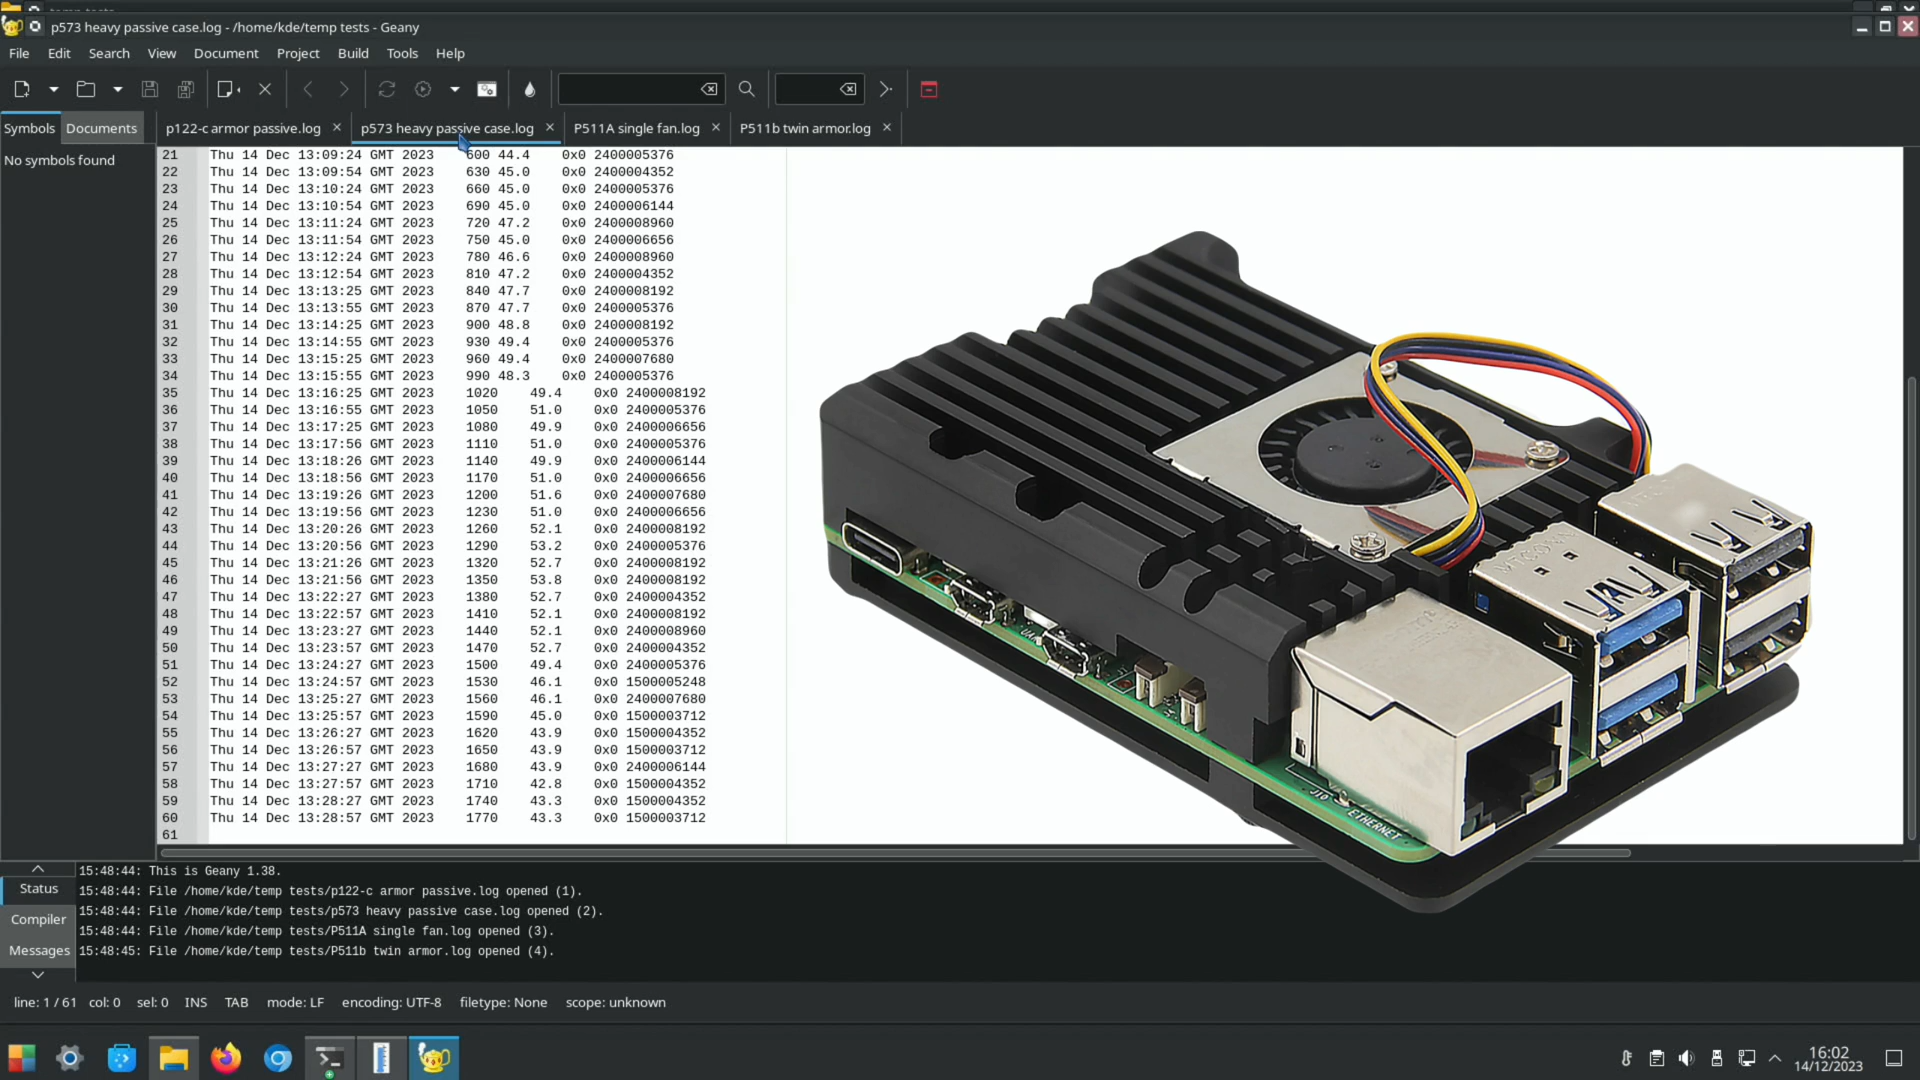 p573 heavy passive case.log - /home/kde/temp tests - Geany
File Edit Search View Document Project Build Tools Help
Symbols Documents p122-c armor passive.log p573 heavy passive case.log P511A single fan.log P511b twin armor.log
No symbols found
21 Thu 14 Dec 13:09:24 GMT 2023 600 44.4 0x0 2400005376
22 Thu 14 Dec 13:09:54 GMT 2023 630 45.0 0x0 2400004352
23 Thu 14 Dec 13:10:24 GMT 2023 660 45.0 0x0 2400005376
24 Thu 14 Dec 13:10:54 GMT 2023 690 45.0 0x0 2400006144
25 Thu 14 Dec 13:11:24 GMT 2023 720 47.2 0x0 2400008960
26 Thu 14 Dec 13:11:54 GMT 2023 750 45.0 0x0 2400006656
27 Thu 14 Dec 13:12:24 GMT 2023 780 46.6 0x0 2400008960
28 Thu 14 Dec 13:12:54 GMT 2023 810 47.2 0x0 2400004352
29 Thu 14 Dec 13:13:25 GMT 2023 840 47.7 0x0 2400008192
30 Thu 14 Dec 13:13:55 GMT 2023 870 47.7 0x0 2400005376
31 Thu 14 Dec 13:14:25 GMT 2023 900 48.8 0x0 2400008192
32 Thu 14 Dec 13:14:55 GMT 2023 930 49.4 0x0 2400005376
33 Thu 14 Dec 13:15:25 GMT 2023 960 49.4 0x0 2400007680
34 Thu 14 Dec 13:15:55 GMT 2023 990 48.3 0x0 2400005376
35 Thu 14 Dec 13:16:25 GMT 2023 1020 49.4 0x0 2400008192
36 Thu 14 Dec 13:16:55 GMT 2023 1050 51.0 0x0 2400005376
37 Thu 14 Dec 13:17:25 GMT 2023 1080 49.9 0x0 2400006656
38 Thu 14 Dec 13:17:56 GMT 2023 1110 51.0 0x0 2400005376
39 Thu 14 Dec 13:18:26 GMT 2023 1140 49.9 0x0 2400006144
40 Thu 14 Dec 13:18:56 GMT 2023 1170 51.0 0x0 2400006656
41 Thu 14 Dec 13:19:26 GMT 2023 1200 51.6 0x0 2400007680
42 Thu 14 Dec 13:19:56 GMT 2023 1230 51.0 0x0 2400006656
43 Thu 14 Dec 13:20:26 GMT 2023 1260 52.1 0x0 2400008192
44 Thu 14 Dec 13:20:56 GMT 2023 1290 53.2 0x0 2400005376
45 Thu 14 Dec 13:21:26 GMT 2023 1320 52.7 0x0 2400008192
46 Thu 14 Dec 13:21:56 GMT 2023 1350 53.8 0x0 2400008192
47 Thu 14 Dec 13:22:27 GMT 2023 1380 52.7 0x0 2400004352
48 Thu 14 Dec 13:22:57 GMT 2023 1410 52.1 0x0 2400008192
49 Thu 14 Dec 13:23:27 GMT 2023 1440 52.1 0x0 2400008960
50 Thu 14 Dec 13:23:57 GMT 2023 1470 52.7 0x0 2400004352
51 Thu 14 Dec 13:24:27 GMT 2023 1500 49.4 0x0 2400005376
52 Thu 14 Dec 13:24:57 GMT 2023 1530 46.1 0x0 1500005248
53 Thu 14 Dec 13:25:27 GMT 2023 1560 46.1 0x0 2400007680
54 Thu 14 Dec 13:25:57 GMT 2023 1590 45.0 0x0 1500003712
55 Thu 14 Dec 13:26:27 GMT 2023 1620 43.9 0x0 1500004352
56 Thu 14 Dec 13:26:57 GMT 2023 1650 43.9 0x0 1500003712
57 Thu 14 Dec 13:27:27 GMT 2023 1680 43.9 0x0 2400006144
58 Thu 14 Dec 13:27:57 GMT 2023 1710 42.8 0x0 1500004352
59 Thu 14 Dec 13:28:27 GMT 2023 1740 43.3 0x0 1500004352
60 Thu 14 Dec 13:28:57 GMT 2023 1770 43.3 0x0 1500003712
61
J10 ETHERNET
Status
Compiler
Messages
15:48:44: This is Geany 1.38.
15:48:44: File /home/kde/temp tests/p122-c armor passive.log opened (1).
15:48:44: File /home/kde/temp tests/p573 heavy passive case.log opened (2).
15:48:44: File /home/kde/temp tests/P511A single fan.log opened (3).
15:48:45: File /home/kde/temp tests/P511b twin armor.log opened (4).
line: 1 / 61 col: 0 sel: 0 INS TAB mode: LF encoding: UTF-8 filetype: None scope: unknown
16:02
14/12/2023